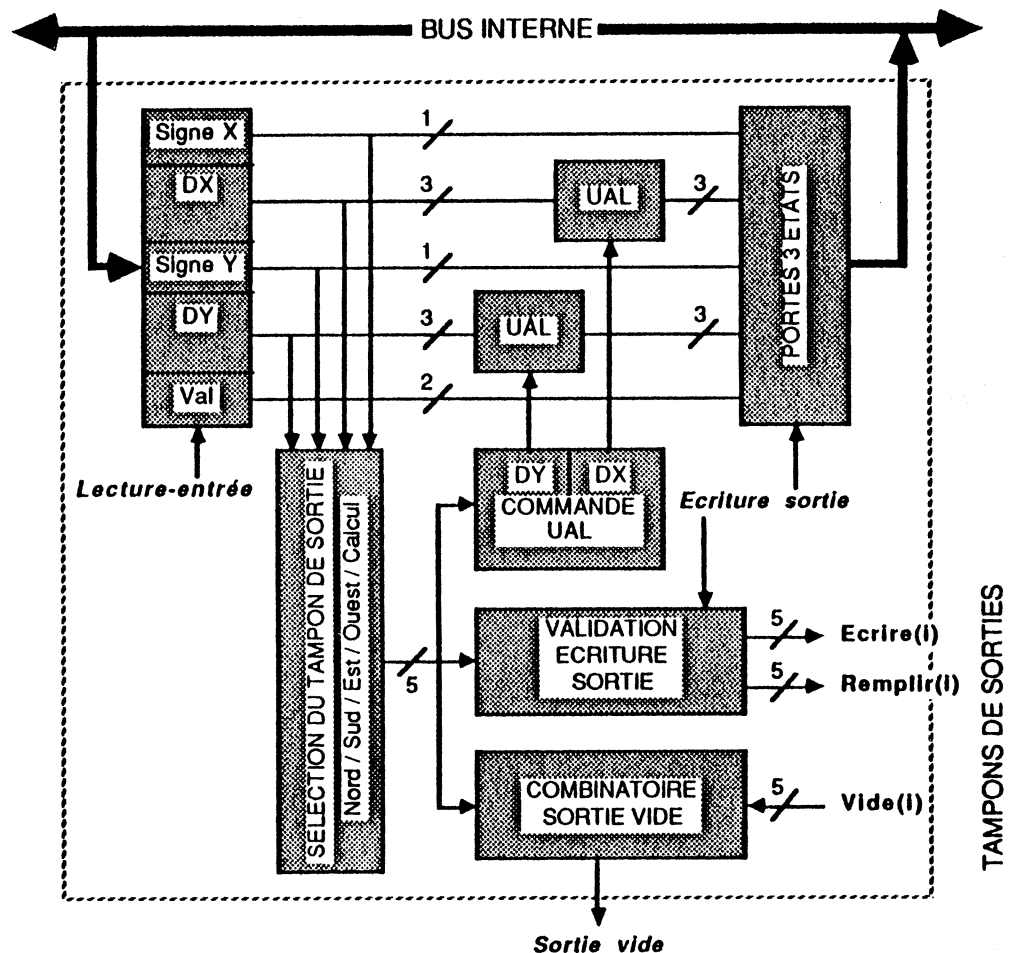 BUS INTERNE
Signe X
1
DX
3
UAL
3
Signe Y
1
DY
3
UAL
3
Val
2
PORTES 3 ETATS
Lecture-entrée
DY DX
COMMANDE
UAL
Ecriture sortie
SELECTION DU TAMPON DE SORTIE
Nord / Sud / Est / Ouest / Calcul
5
VALIDATION
ECRITURE
SORTIE
5
Ecrire(i)
5
Remplir(i)
COMBINATOIRE
SORTIE VIDE
5
Vide(i)
TAMPONS DE SORTIES
Sortie vide